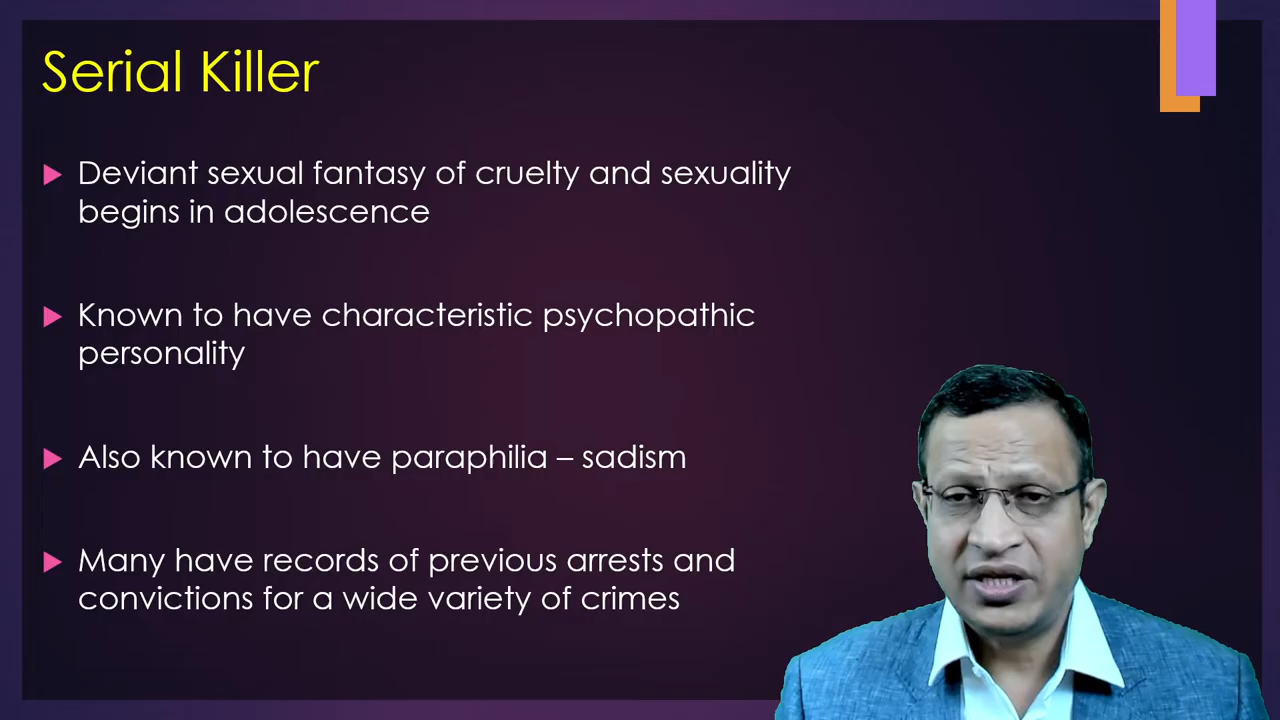 Serial Killer
Deviant sexual fantasy of cruelty and sexuality
begins in adolescence
Known to have characteristic psychopathic
personality
Also known to have paraphilia – sadism
Many have records of previous arrests and
convictions for a wide variety of crimes